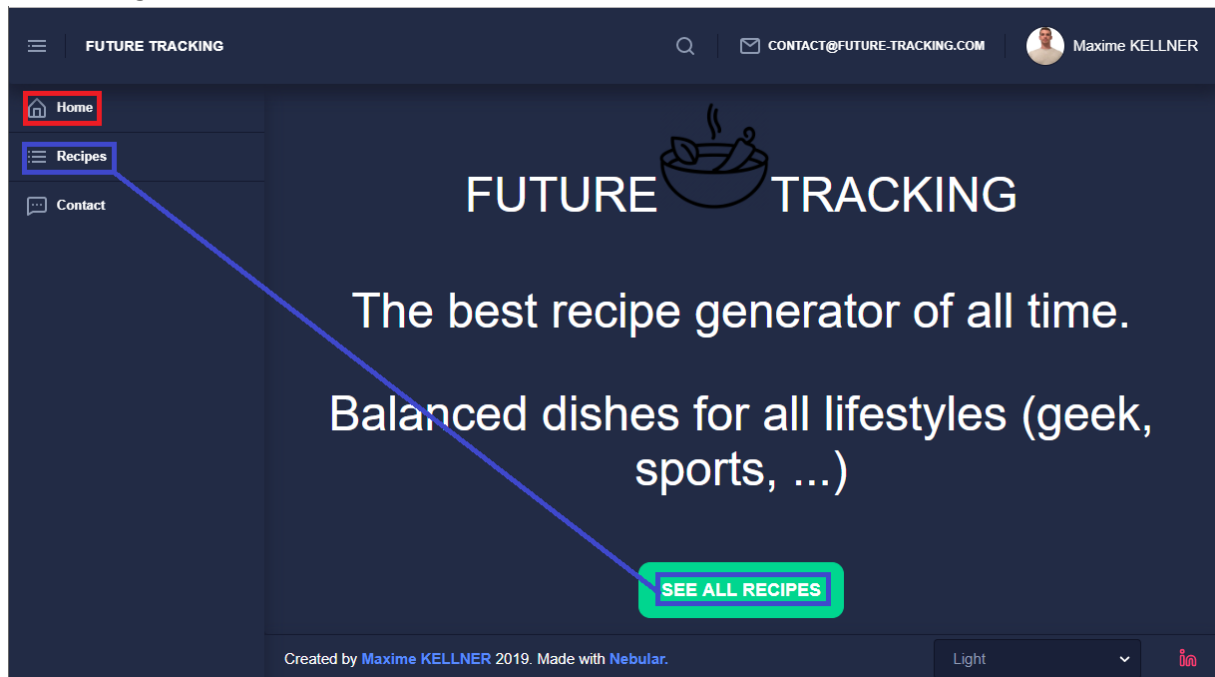 FUTURE TRACKING
CONTACT@FUTURE-TRACKING.COM
Maxime KELLNER
Home
Recipes
Contact
FUTURE TRACKING
The best recipe generator of all time.
Balanced dishes for all lifestyles (geek,
sports, ...)
SEE ALL RECIPES
Created by Maxime KELLNER 2019. Made with Nebular.
Light
in